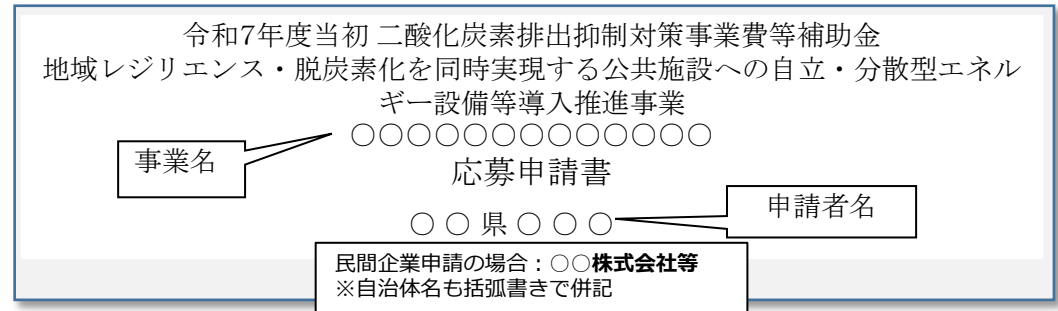 令和7年度当初 二酸化炭素排出抑制対策事業費等補助金
地域レジリエンス・脱炭素化を同時実現する公共施設への自立・分散型エネル
ギー設備等導入推進事業
○○○○○○○○○○○○○
事業名
応募申請書
申請者名
○○県○○○
民間企業申請の場合:○○株式会社等
※自治体名も括弧書きで併記